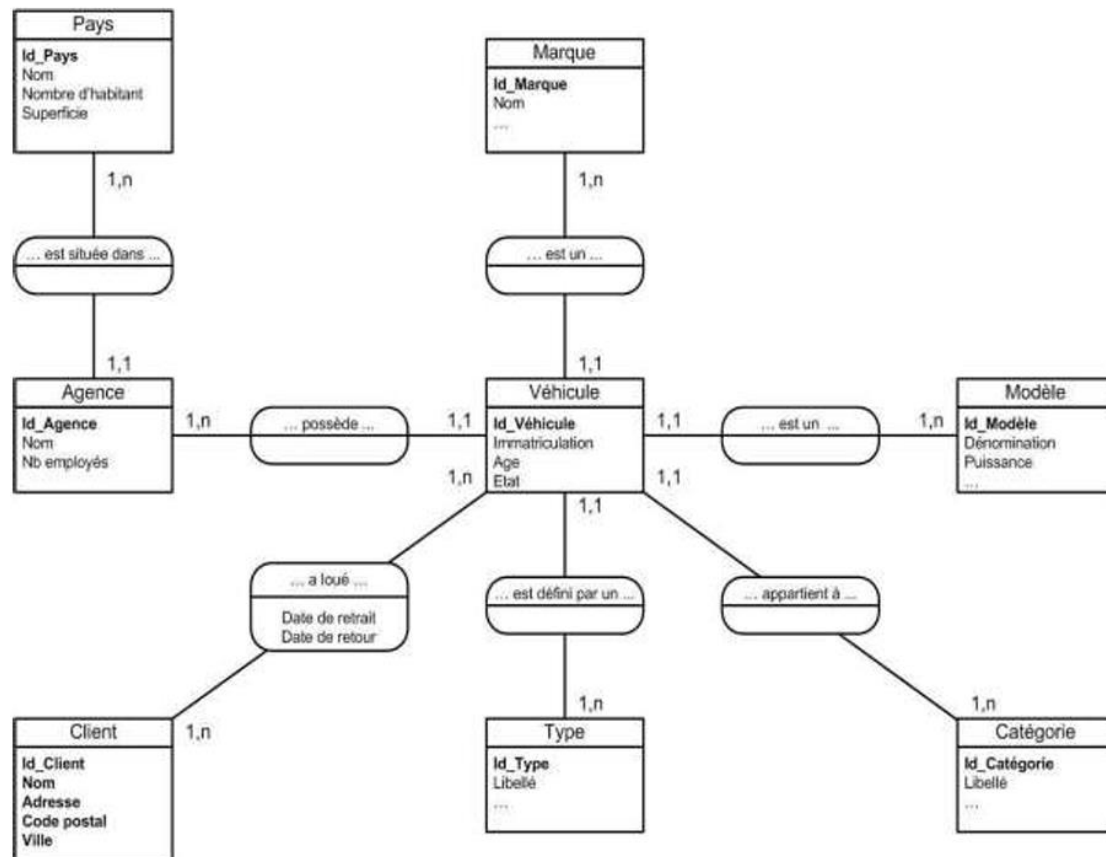 Pays
Id_Pays
Nom
Nombre d'habitant
Superficie
Marque
Id_Marque
Nom
...
1,n
1,n
... est située dans ...
... est un ...
1,1
1,1
Agence
Id_Agence
Nom
Nb employés
1,n
... possède ...
1,1
Véhicule
Id_Véhicule
Immatriculation
Age
Etat
1,1
... est un ...
1,n
Modèle
Id_Modèle
Dénomination
Puissance
...
1,n
1,1
1,1
... a loué ...
Date de retrait
Date de retour
... est défini par un ...
... appartient à ...
1,n
1,n
1,n
Client
Id_Client
Nom
Adresse
Code postal
Ville
Type
Id_Type
Libellé
...
Catégorie
Id_Catégorie
Libellé
...